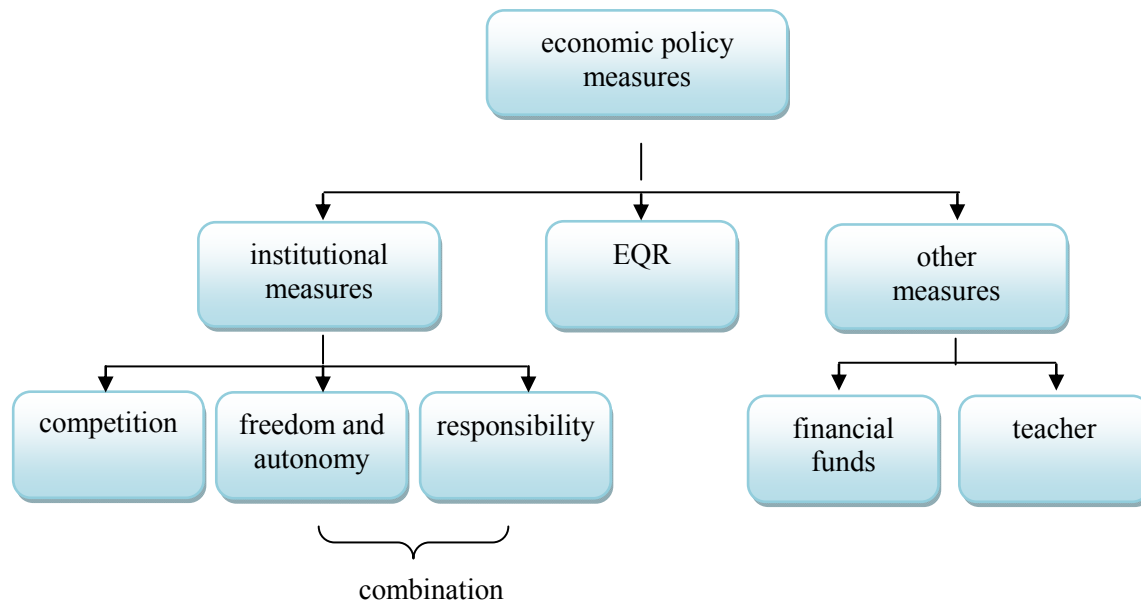 economic policy
measures
institutional
measures
EQR
other
measures
competition
freedom and
autonomy
responsibility
financial
funds
teacher
combination